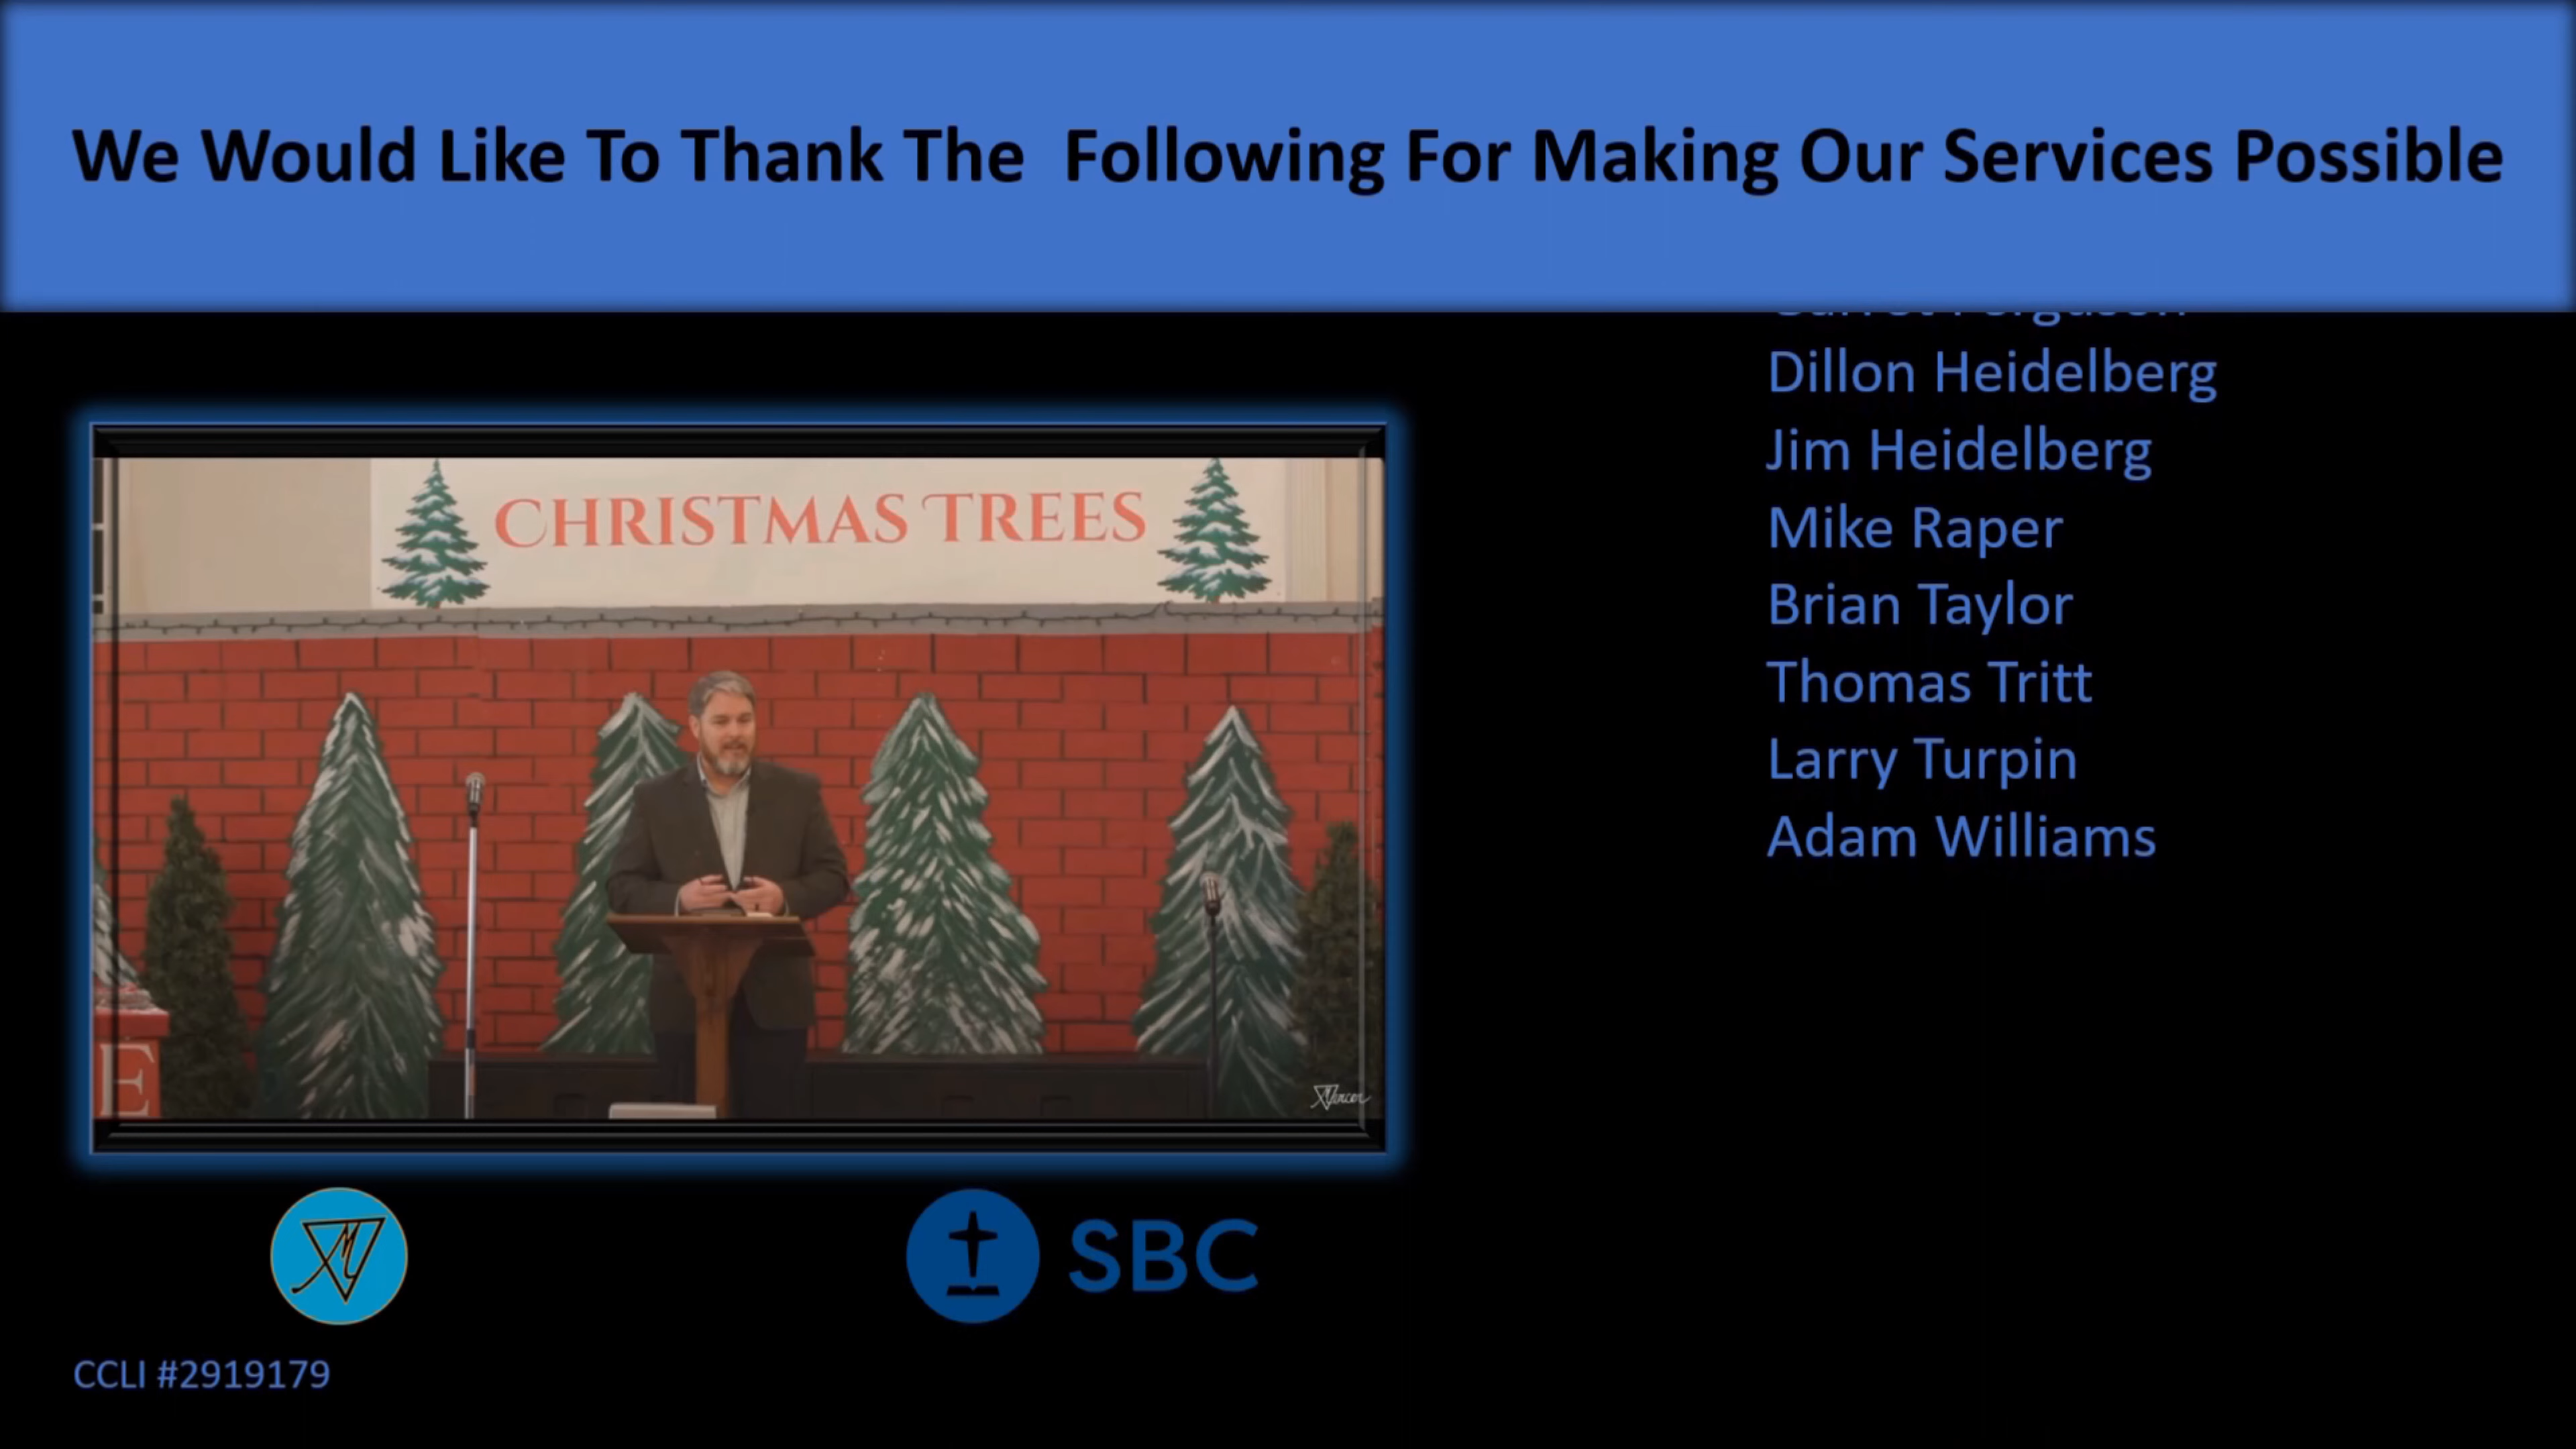 We Would Like To Thank The  Following For Making Our Services Possible
Dillon Heidelberg
Jim Heidelberg
Mike Raper
Brian Taylor
Thomas Tritt
Larry Turpin
Adam Williams
CHRISTMAS TREES
E
SBC
CCLI #2919179